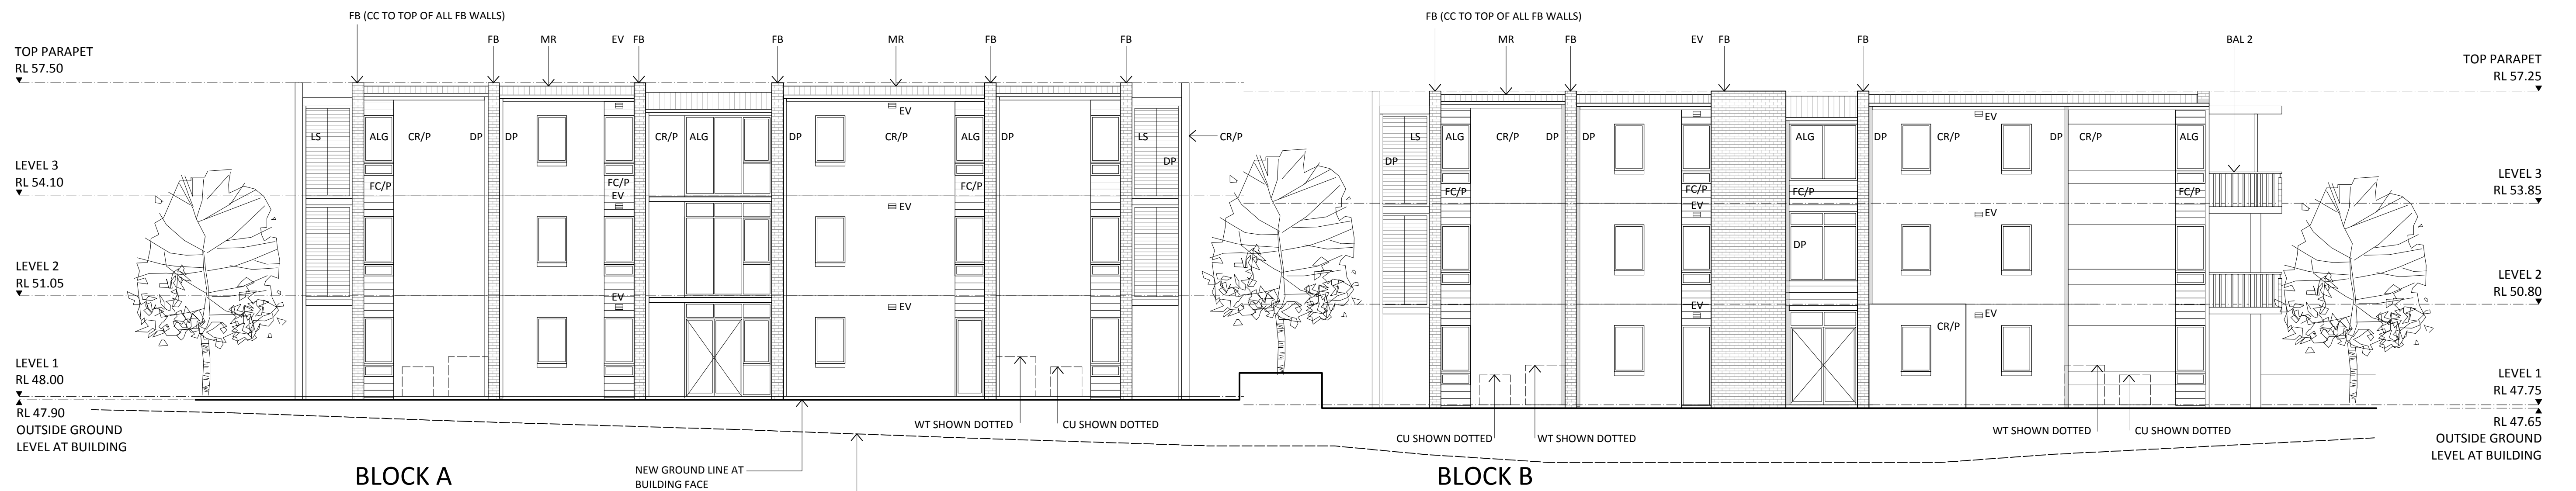 FB (CC TO TOP OF ALL FB WALLS)
FB (CC TO TOP OF ALL FB WALLS)
FB MR EV FB FB MR FB FB
MR FB EV FB FB BAL 2
TOP PARAPET
RL 57.50
TOP PARAPET
RL 57.25
EV
EV
LS ALG CR/P DP DP CR/P ALG DP CR/P ALG DP LS CR/P
DP
LS ALG CR/P DP DP ALG DP CR/P DP CR/P ALG
DP
LEVEL 3
RL 54.10
FC/P FC/P FC/P
EV
EV
LEVEL 3
RL 53.85
FC/P FC/P FC/P FC/P
EV
EV
DP
LEVEL 2
RL 51.05
EV
EV
LEVEL 2
RL 50.80
EV
EV
CR/P
LEVEL 1
RL 48.00
LEVEL 1
RL 47.75
RL 47.90
OUTSIDE GROUND
LEVEL AT BUILDING
RL 47.65
OUTSIDE GROUND
LEVEL AT BUILDING
WT SHOWN DOTTED CU SHOWN DOTTED
CU SHOWN DOTTED WT SHOWN DOTTED
WT SHOWN DOTTED CU SHOWN DOTTED
BLOCK A
NEW GROUND LINE AT
BUILDING FACE
BLOCK B